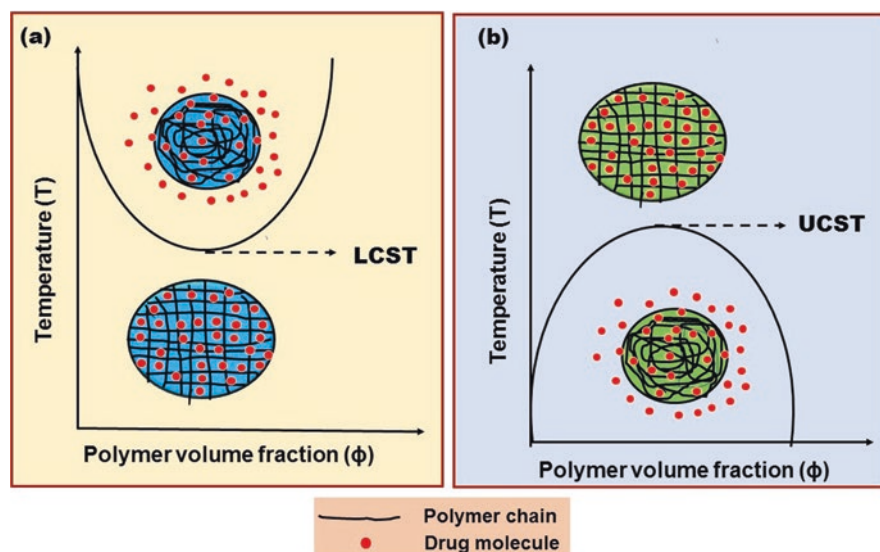 (a)
Temperature (T)
LCST
Polymer volume fraction (ϕ)
(b)
Temperature (T)
UCST
Polymer volume fraction (ϕ)
Polymer chain
Drug molecule